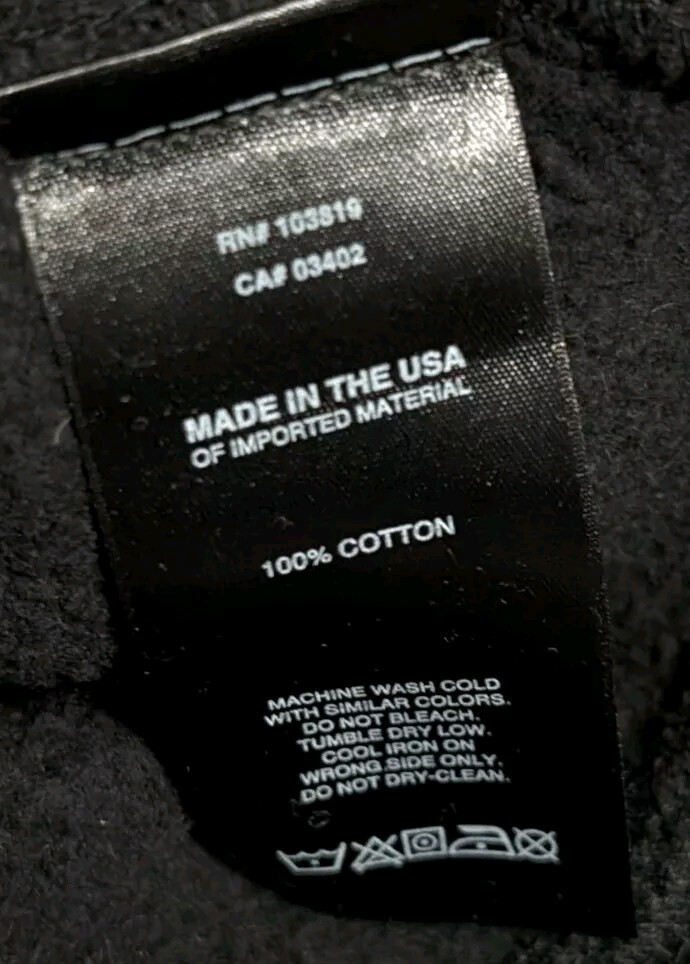 RN# 103819
CA# 03402
MADE IN THE USA
OF IMPORTED MATERIAL
100% COTTON
MACHINE WASH COLD
WITH SIMILAR COLORS.
DO NOT BLEACH.
TUMBLE DRY LOW.
COOL IRON ON
WRONG SIDE ONLY.
DO NOT DRY-CLEAN.